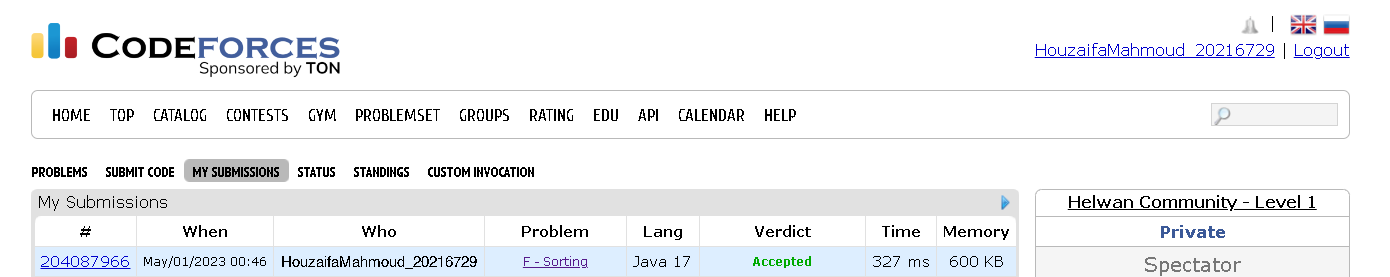 CODEFORCES
Sponsored by TON
|
HouzaifaMahmoud_20216729 | Logout
HOME TOP CATALOG CONTESTS GYM PROBLEMSET GROUPS RATING EDU API CALENDAR HELP
PROBLEMS SUBMIT CODE MY SUBMISSIONS STATUS STANDINGS CUSTOM INVOCATION
My Submissions
# When Who Problem Lang Verdict Time Memory
204087966 May/01/2023 00:46 HouzaifaMahmoud_20216729 F - Sorting Java 17 Accepted 327 ms 600 KB
Helwan Community - Level 1
Private
Spectator